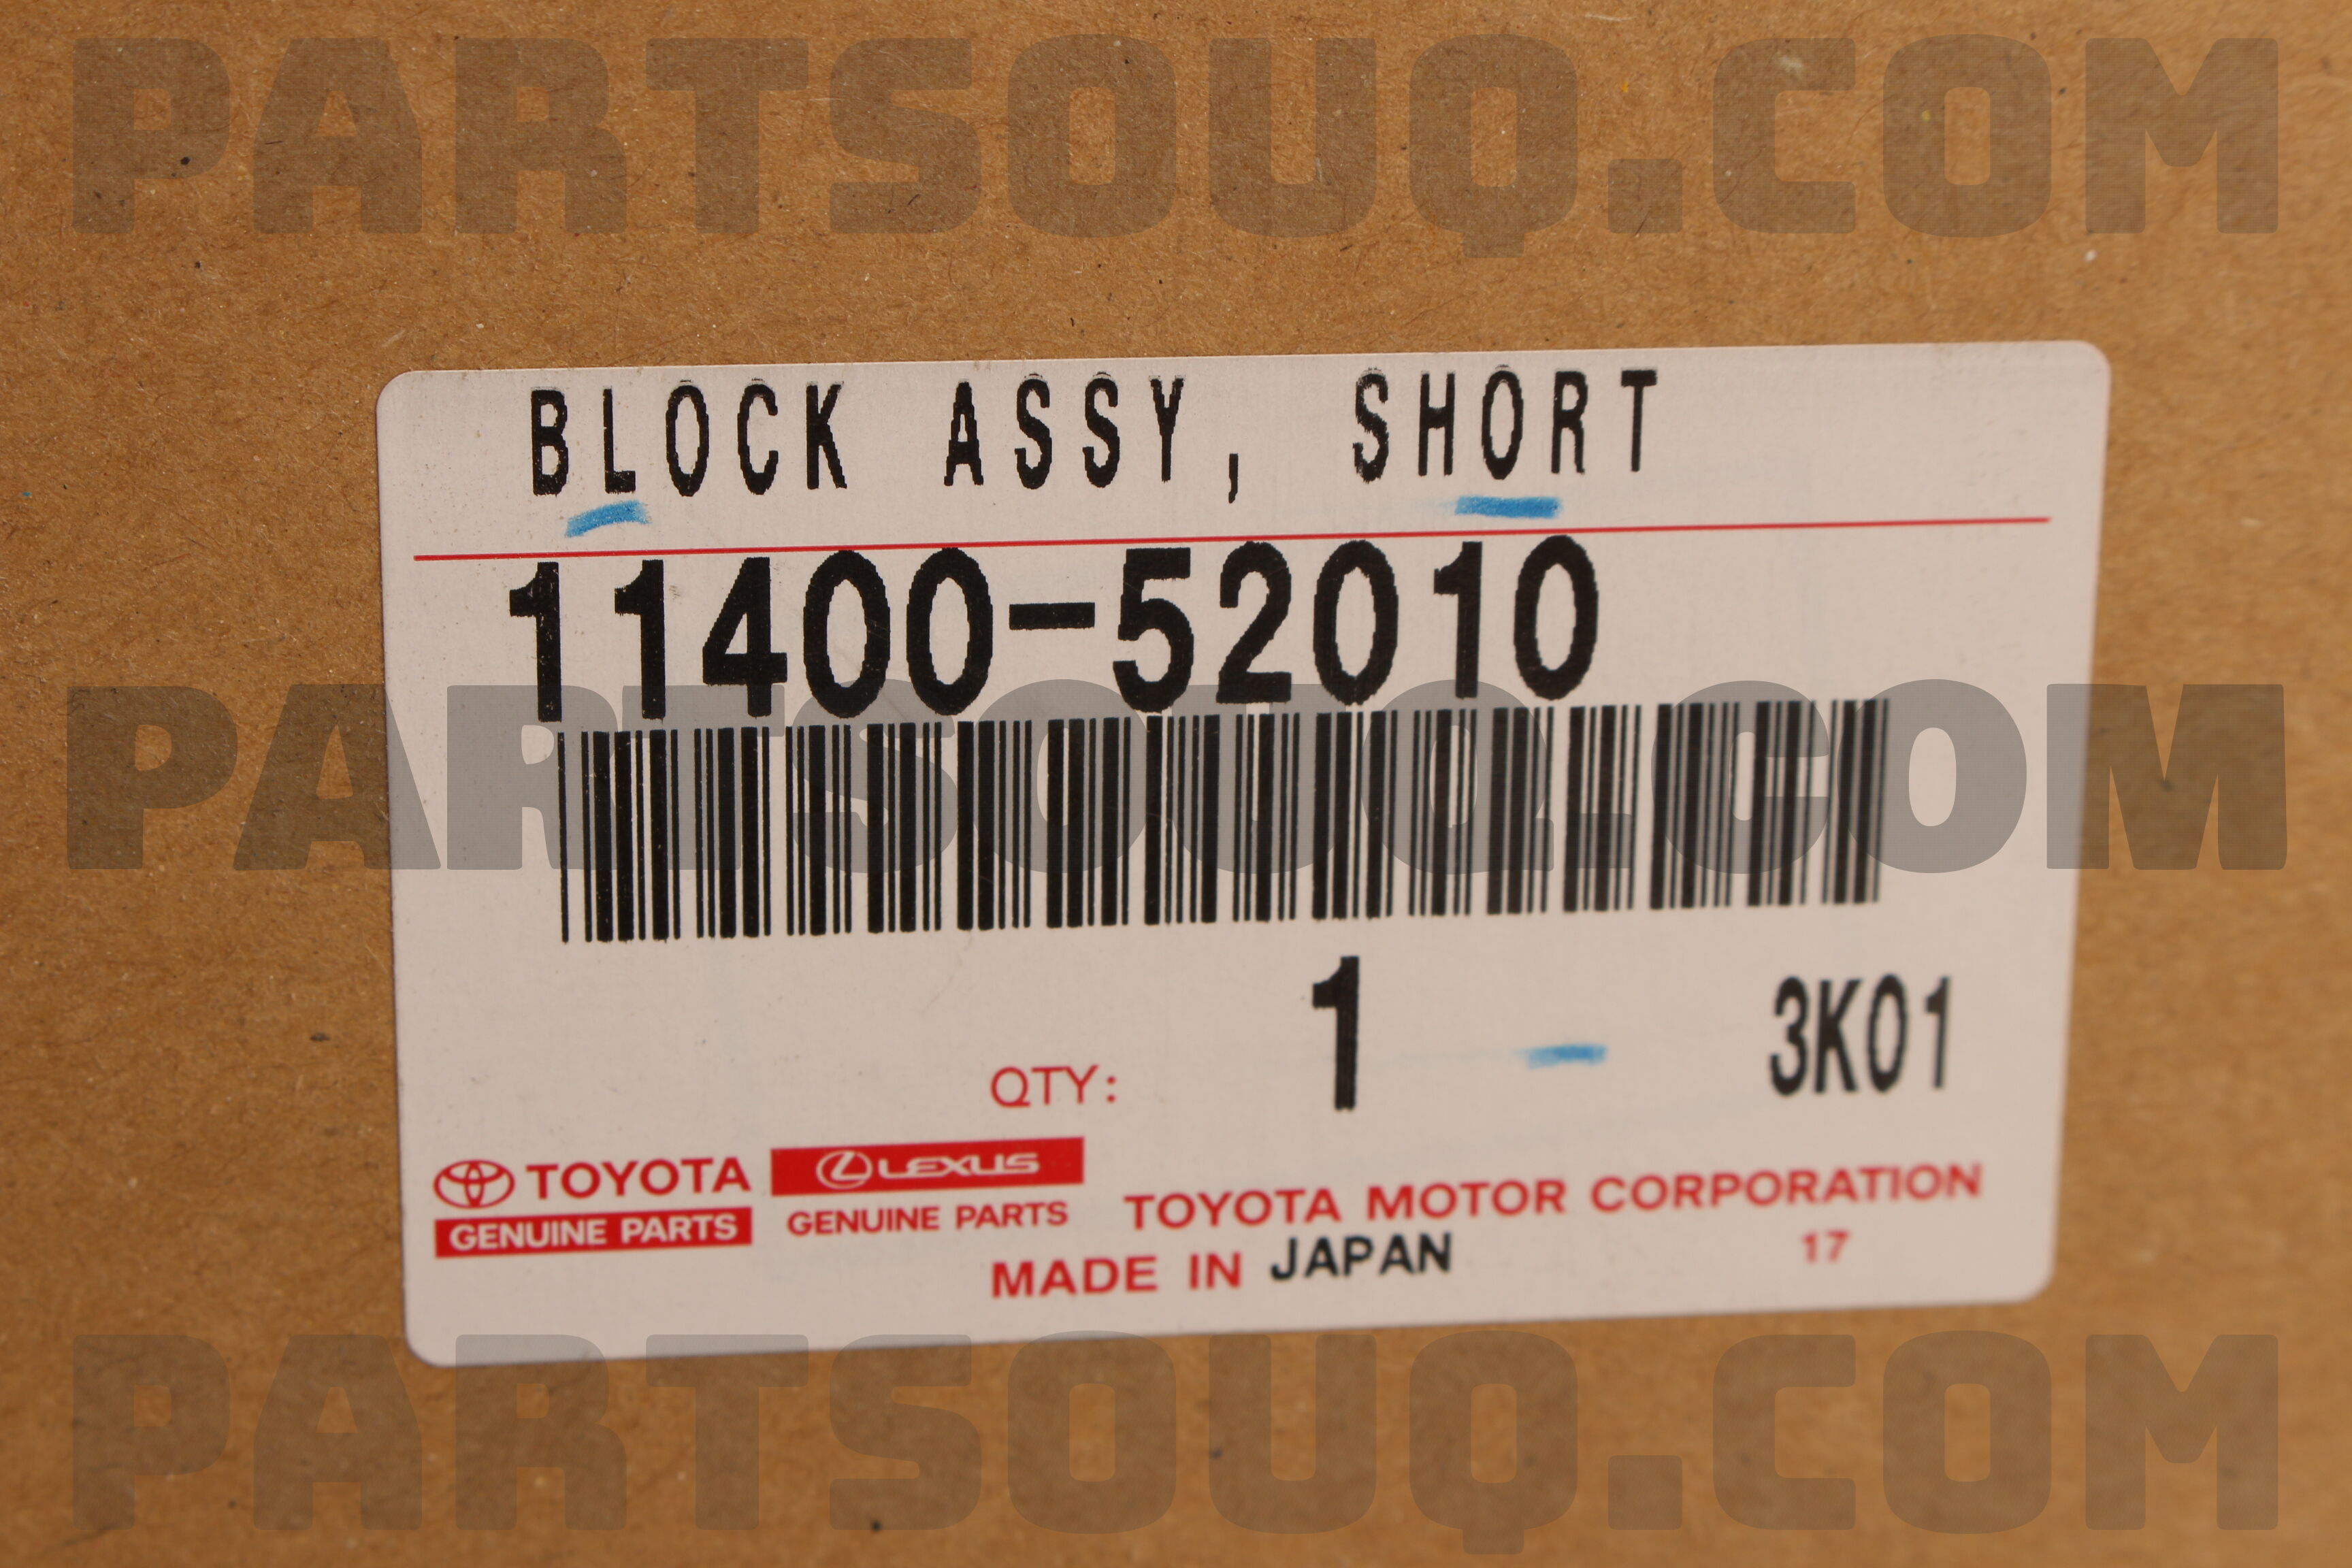 PARTSOUQ.COM
BLOCK ASSY, SHORT
11400-52010
PARTSOUQ.COM
1
3K01
QTY:
TOYOTA
GENUINE PARTS
LEXUS
GENUINE PARTS
TOYOTA MOTOR CORPORATION
MADE IN JAPAN
17
PARTSOUQ.COM